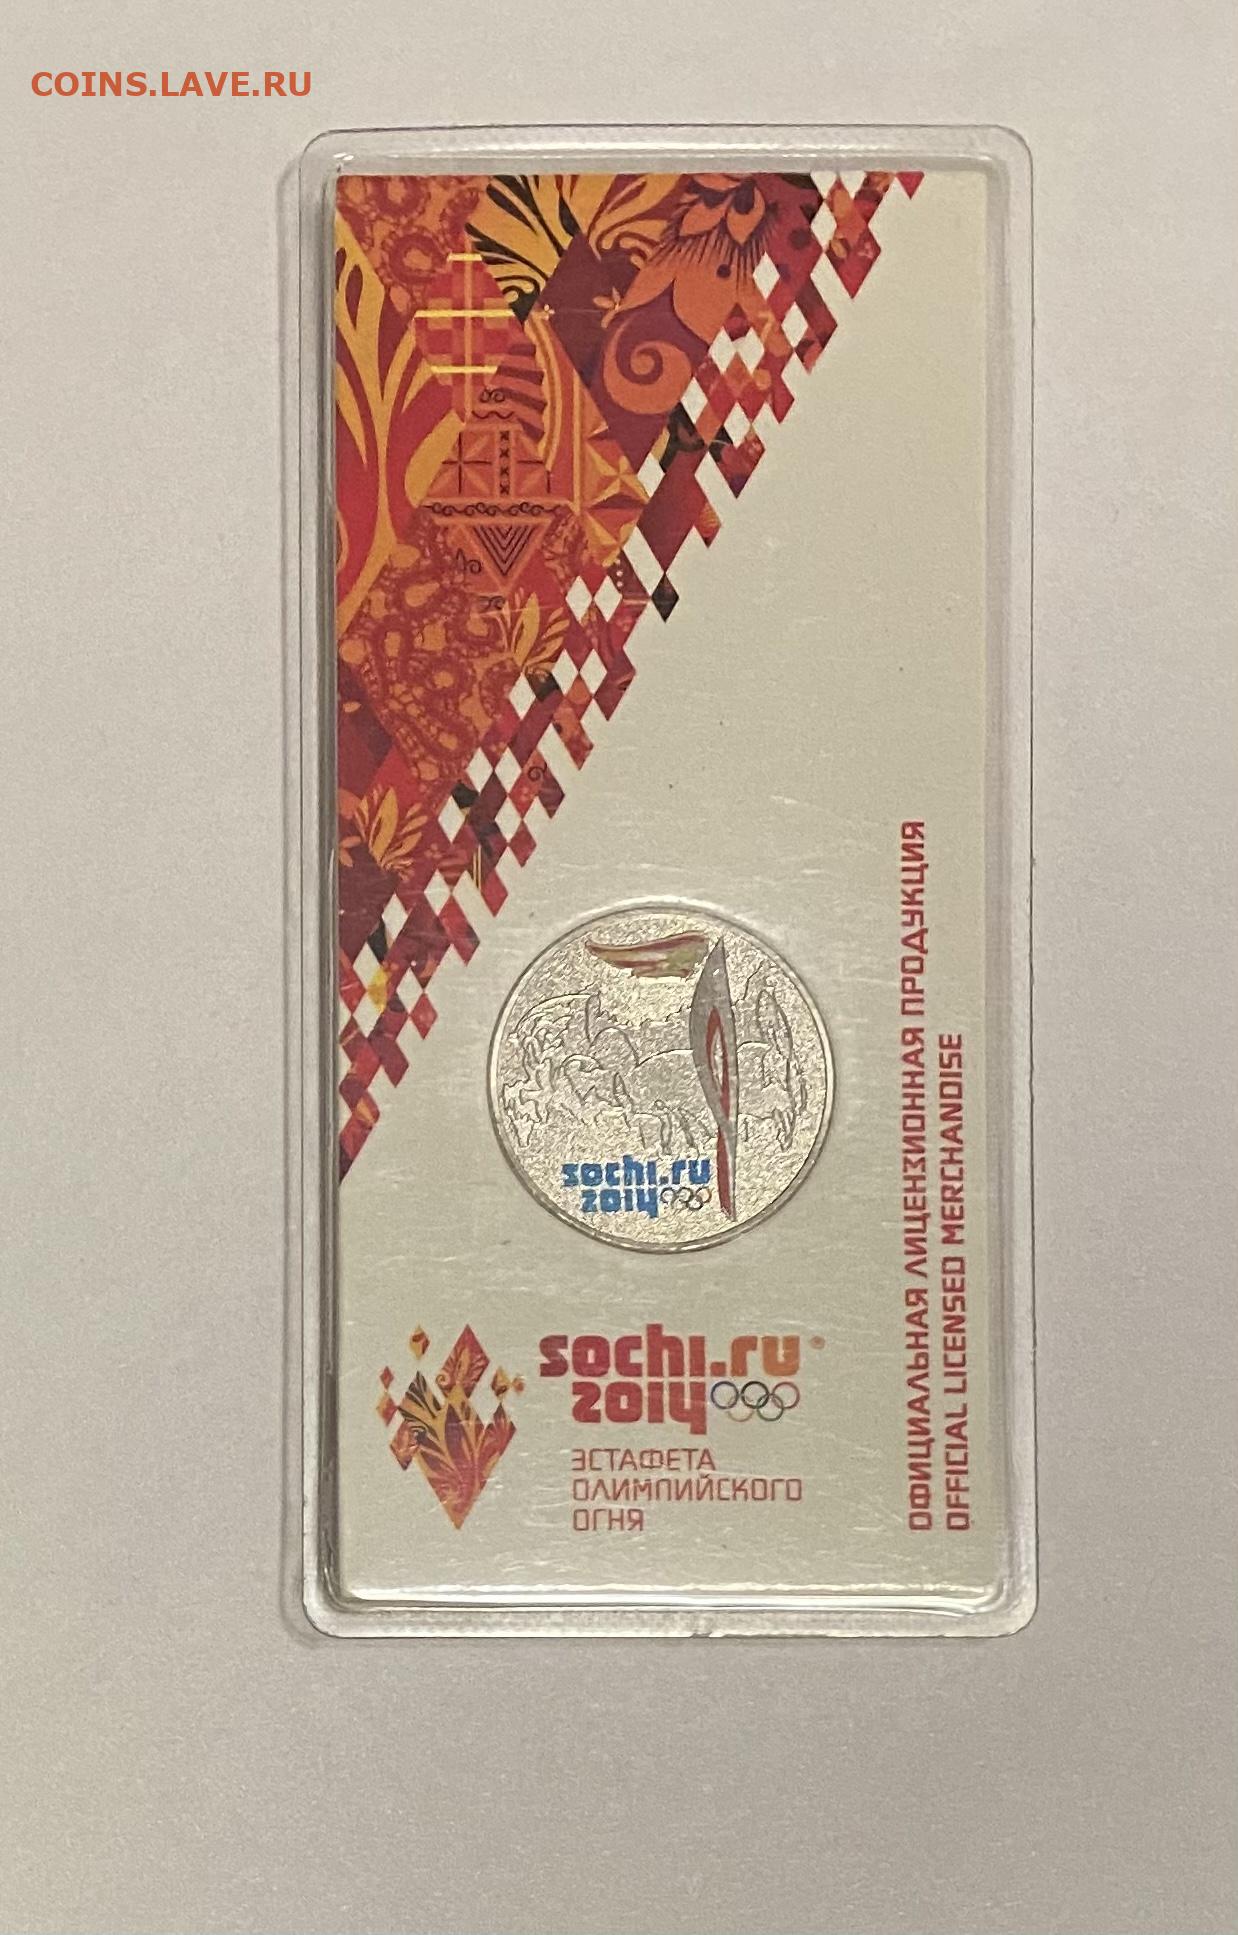 COINS.LAVE.RU
sochi.ru
2014
sochi.ru®
2014
ЭСТАФЕТА
ОЛИМПИЙСКОГО
ОГНЯ
ОФИЦИАЛЬНАЯ ЛИЦЕНЗИОННАЯ ПРОДУКЦИЯ
OFFICIAL LICENSED MERCHANDISE